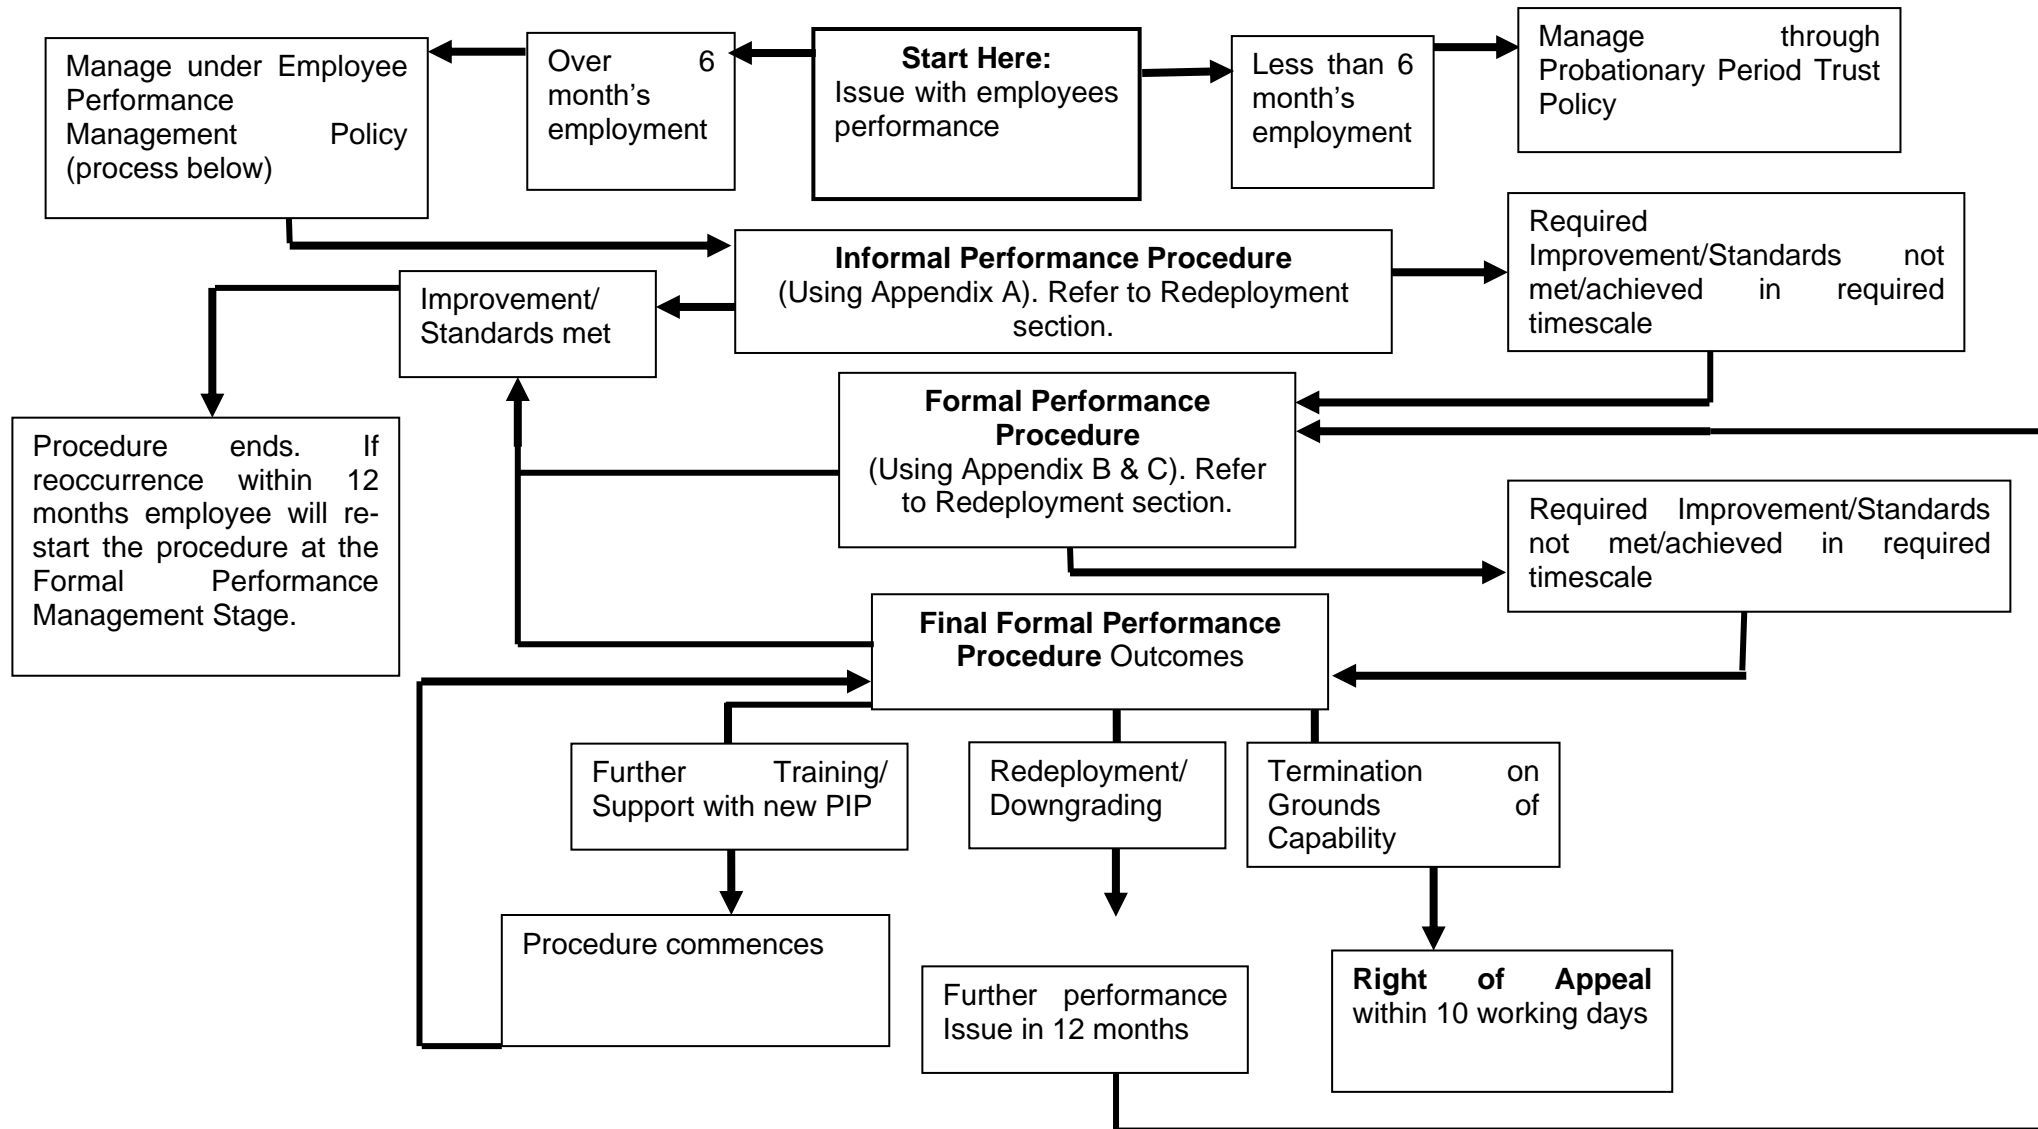 Manage under Employee
Performance
Management Policy
(process below)
Over 6
month's
employment
Start Here:
Issue with employees
performance
Less than 6
month's
employment
Manage through
Probationary Period Trust
Policy
Informal Performance Procedure
(Using Appendix A). Refer to Redeployment
section.
Required
Improvement/Standards not
met/achieved in required
timescale
Improvement/
Standards met
Formal Performance
Procedure
(Using Appendix B & C). Refer
to Redeployment section.
Procedure ends. If
reoccurrence within 12
months employee will re-
start the procedure at the
Formal Performance
Management Stage.
Required Improvement/Standards
not met/achieved in required
timescale
Final Formal Performance
Procedure Outcomes
Further Training/
Support with new PIP
Redeployment/
Downgrading
Termination on
Grounds of
Capability
Procedure commences
Further performance
Issue in 12 months
Right of Appeal
within 10 working days